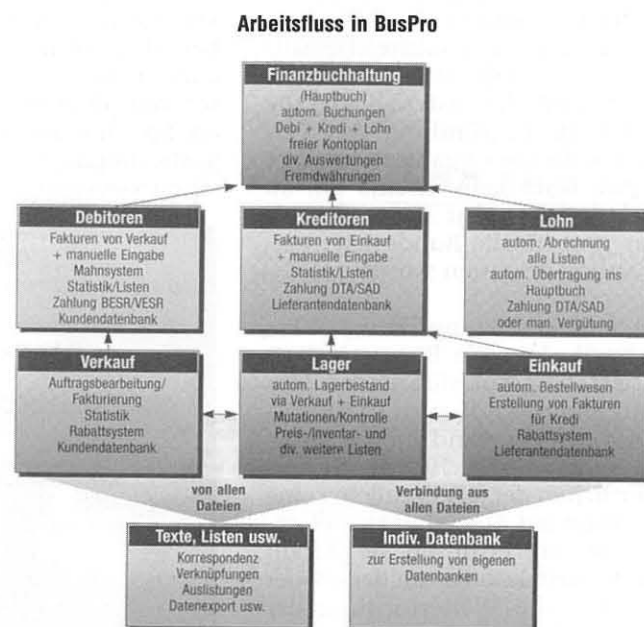 Arbeitsfluss in BusPro
Finanzbuchhaltung
(Hauptbuch)
autom. Buchungen
Debi + Kredi + Lohn
freier Kontoplan
div. Auswertungen
Fremdwährungen
Debitoren
Fakturen von Verkauf
+ manuelle Eingabe
Mahnsystem
Statistik/Listen
Zahlung BESR/VESR
Kundendatenbank
Kreditoren
Fakturen von Einkauf
+ manuelle Eingabe
Statistik/Listen
Zahlung DTA/SAD
Lieferantendatenbank
Lohn
autom. Abrechnung
alle Listen
autom. Übertragung ins
Hauptbuch
Zahlung DTA/SAD
oder man. Vergütung
Verkauf
Auftragsbearbeitung/
Fakturierung
Statistik
Rabattsystem
Kundendatenbank
Lager
autom. Lagerbestand
via Verkauf + Einkauf
Mutationen/Kontrolle
Preis-/Inventar- und
div. weitere Listen
Einkauf
autom. Bestellwesen
Erstellung von Fakturen
für Kredi
Rabattsystem
Lieferantendatenbank
von allen
Dateien
Verbindung aus
allen Dateien
Texte, Listen usw.
Korrespondenz
Verknüpfungen
Auslistungen
Datenexport usw.
Indiv. Datenbank
zur Erstellung von eigenen
Datenbanken